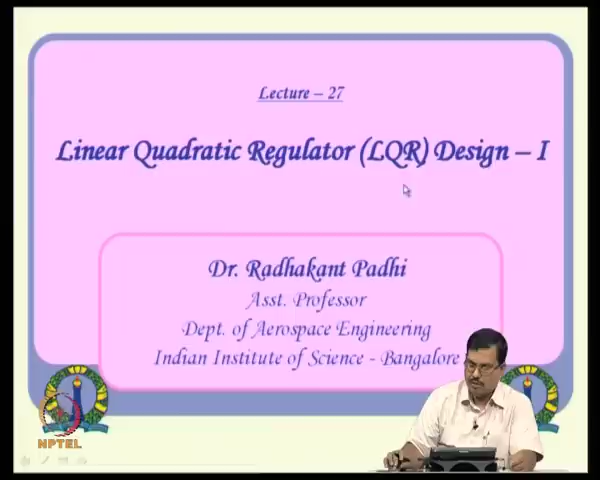 Lecture – 27
Linear Quadratic Regulator (LQR) Design – I
Dr. Radhakant Padhi
Asst. Professor
Dept. of Aerospace Engineering
Indian Institute of Science - Bangalore
NPTEL